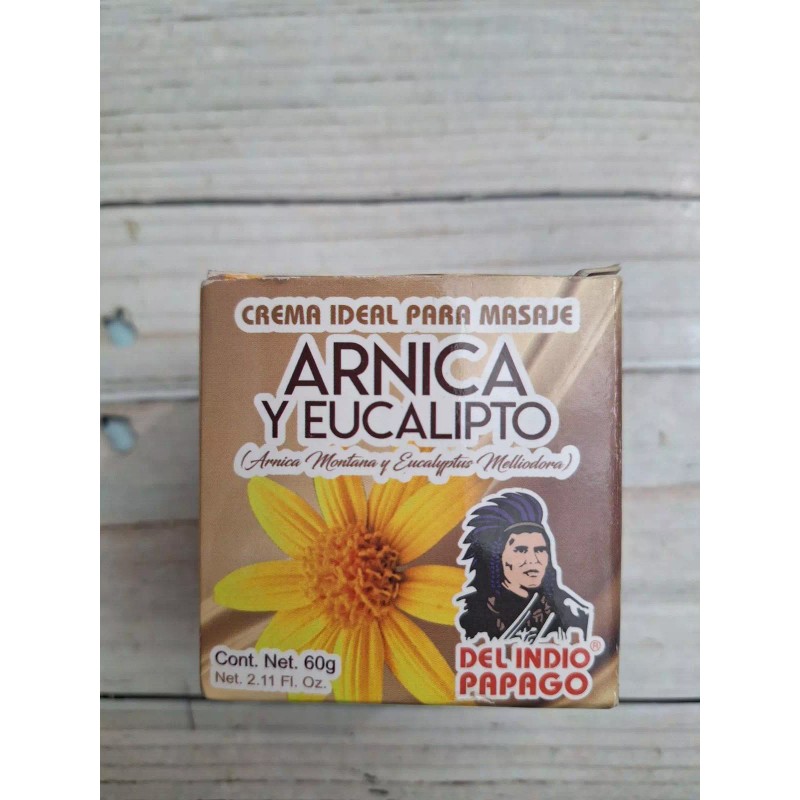 CREMA IDEAL PARA MASAJE
ARNICA
Y EUCALIPTO
(Arnica Montana y Eucalyptus Melliodora)
Cont. Net. 60g
Net. 2.11 Fl. Oz.
DEL INDIO®
PAPAGO